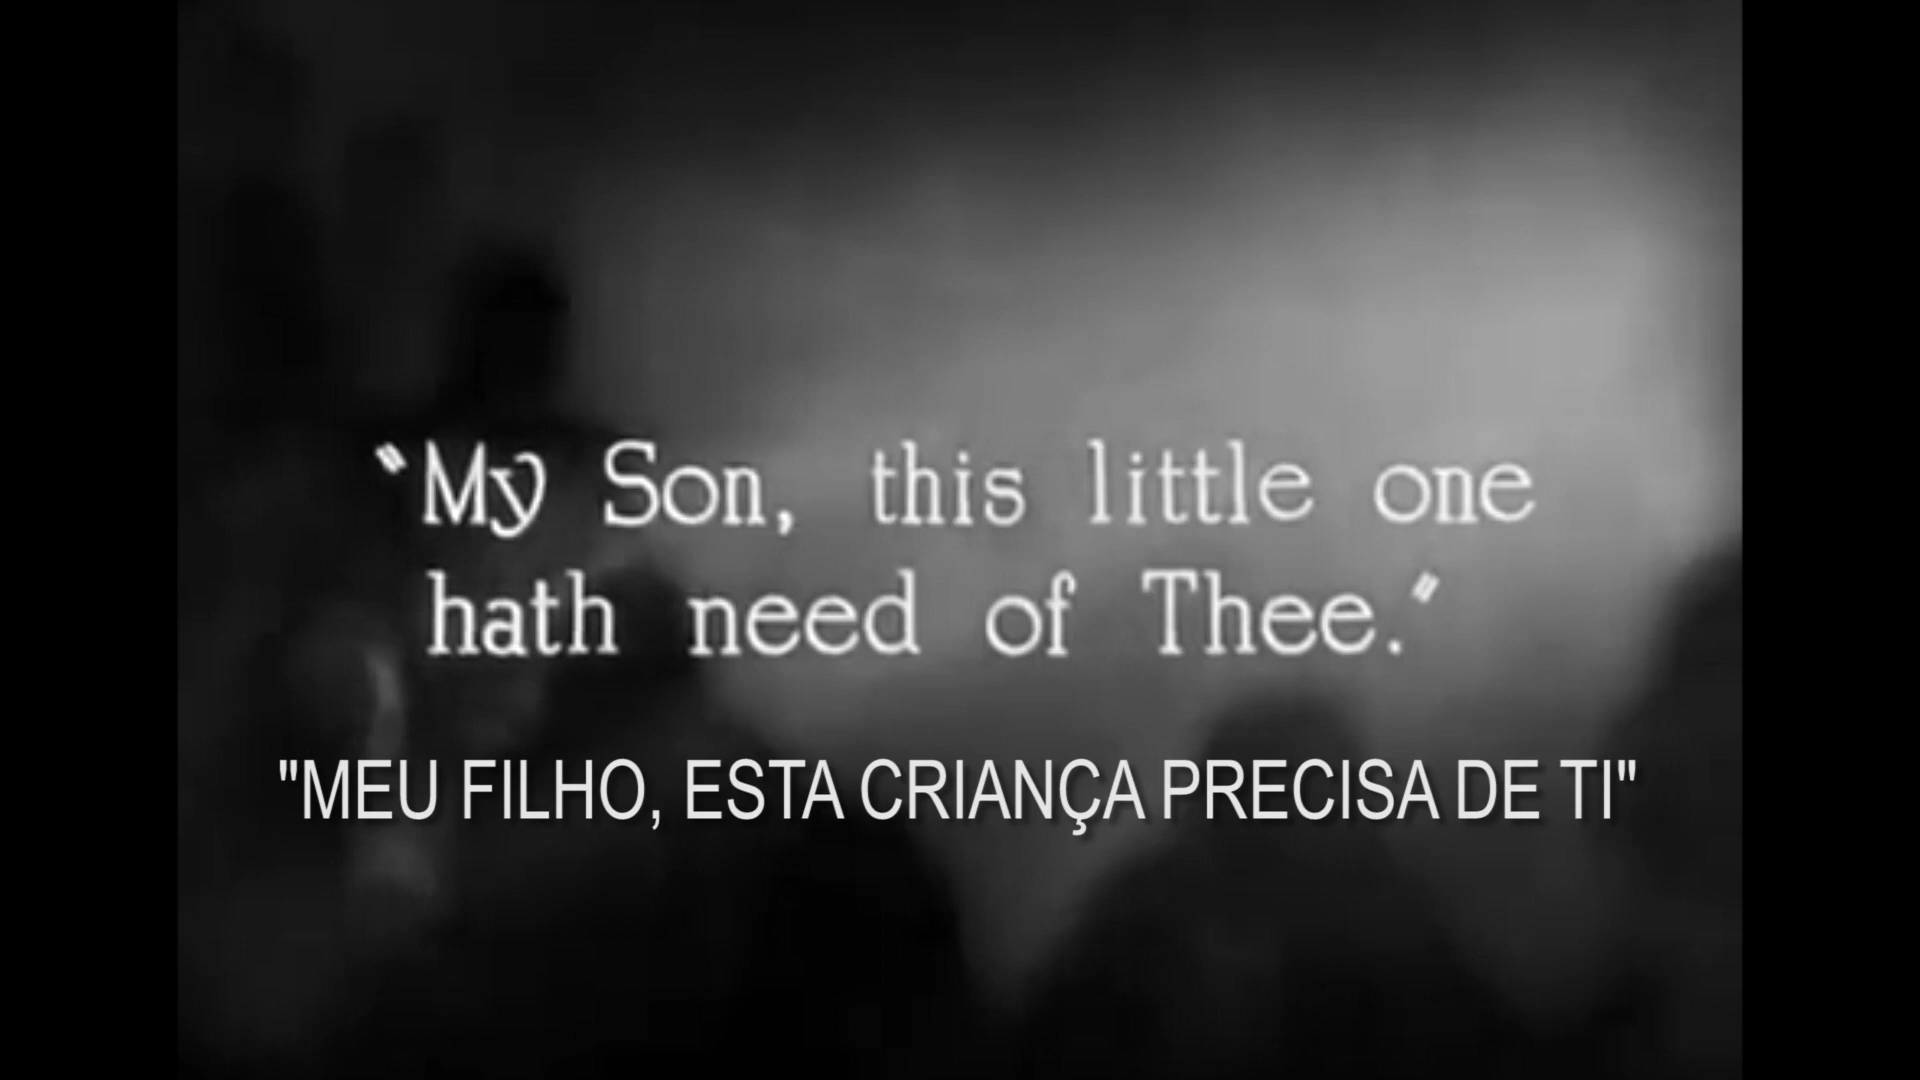 "My Son, this little one
hath need of Thee."
"MEU FILHO, ESTA CRIANÇA PRECISA DE TI"